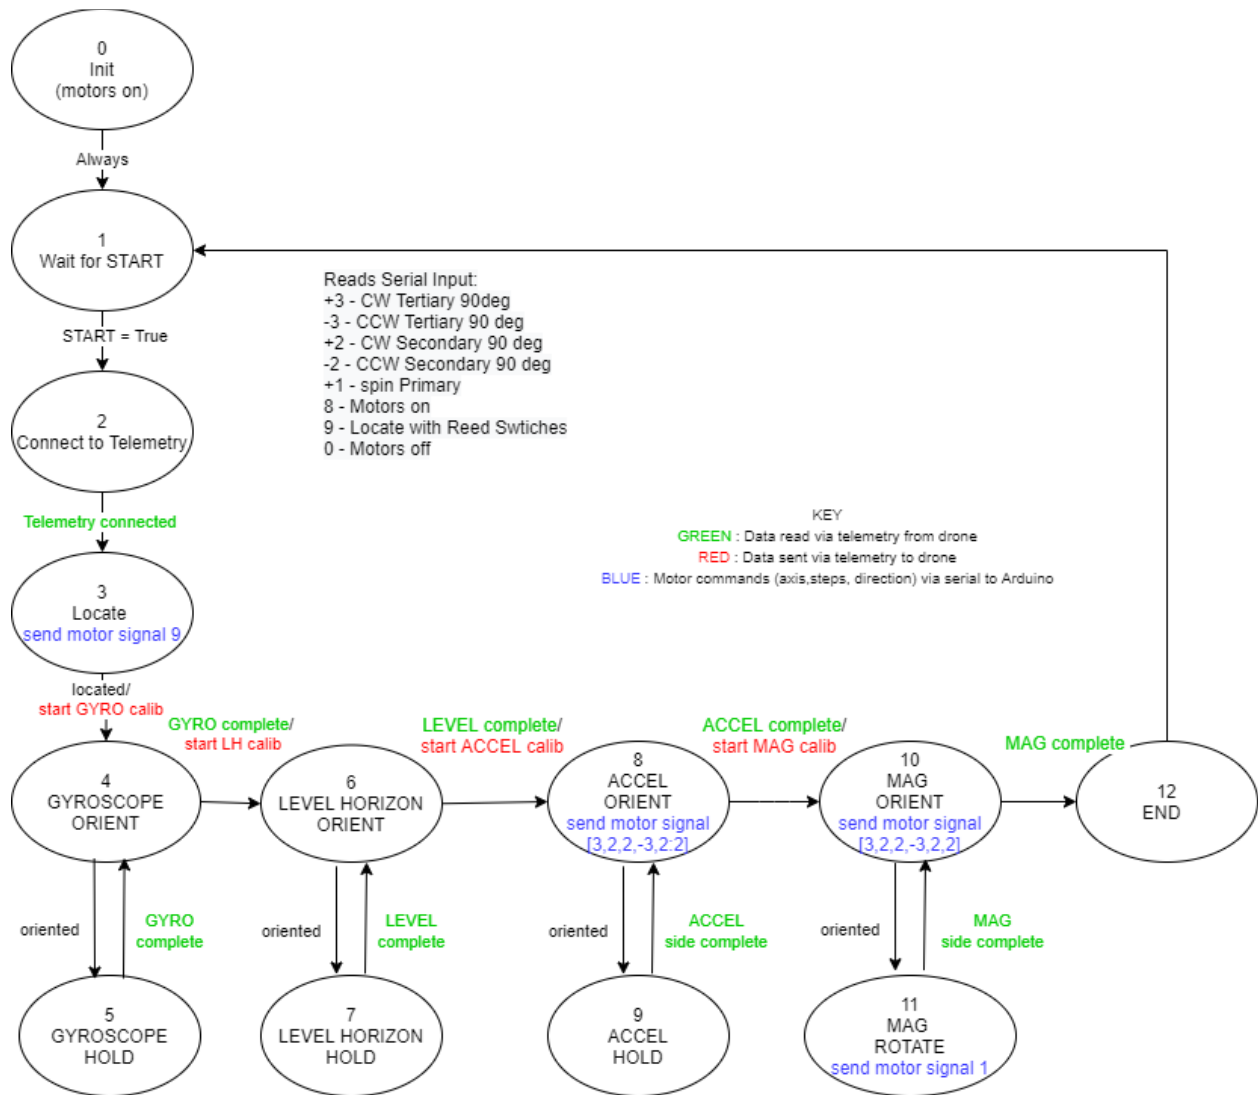 0
Init
(motors on)
Always
1
Wait for START
START = True
Reads Serial Input:
+3 - CW Tertiary 90deg
-3 - CCW Tertiary 90 deg
+2 - CW Secondary 90 deg
-2 - CCW Secondary 90 deg
+1 - spin Primary
8 - Motors on
9 - Locate with Reed Swtiches
0 - Motors off
2
Connect to Telemetry
Telemetry connected
KEY
GREEN : Data read via telemetry from drone
RED : Data sent via telemetry to drone
BLUE : Motor commands (axis,steps, direction) via serial to Arduino
3
Locate
send motor signal 9
located/
start GYRO calib
GYRO complete/
start LH calib
LEVEL complete/
start ACCEL calib
ACCEL complete/
start MAG calib
MAG complete
4
GYROSCOPE
ORIENT
6
LEVEL HORIZON
ORIENT
8
ACCEL
ORIENT
send motor signal
[3,2,2,-3,2:2]
10
MAG
ORIENT
send motor signal
[3,2,2,-3,2,2]
12
END
oriented
GYRO
complete
oriented
LEVEL
complete
oriented
ACCEL
side complete
oriented
MAG
side complete
5
GYROSCOPE
HOLD
7
LEVEL HORIZON
HOLD
9
ACCEL
HOLD
11
MAG
ROTATE
send motor signal 1